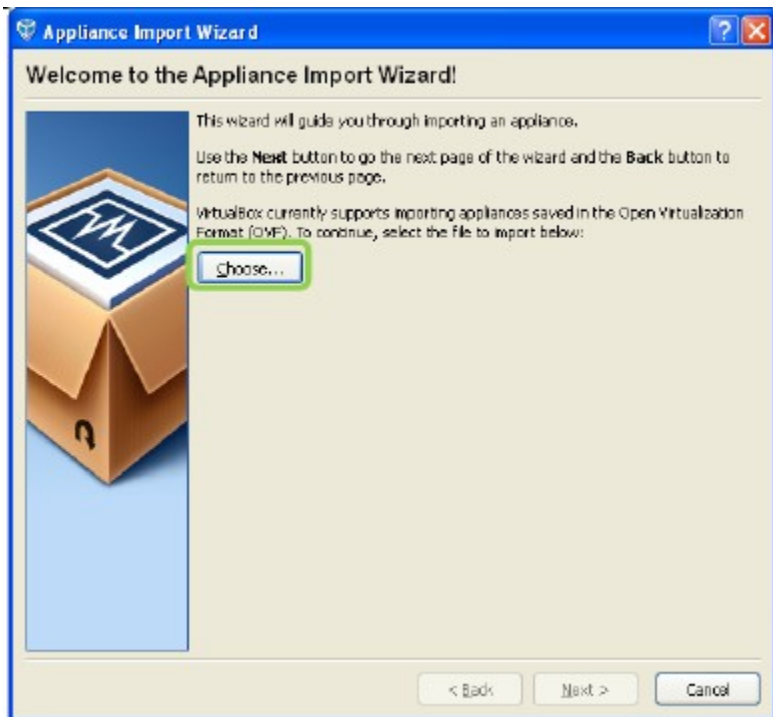 Appliance Import Wizard
Welcome to the Appliance Import Wizard!
This wizard will guide you through importing an appliance.
Use the Next button to go the next page of the wizard and the Back button to
return to the previous page.
VirtualBox currently supports importing appliances saved in the Open Virtualization
Format (OVF). To continue, select the file to import below:
Choose...
< Back
Next >
Cancel